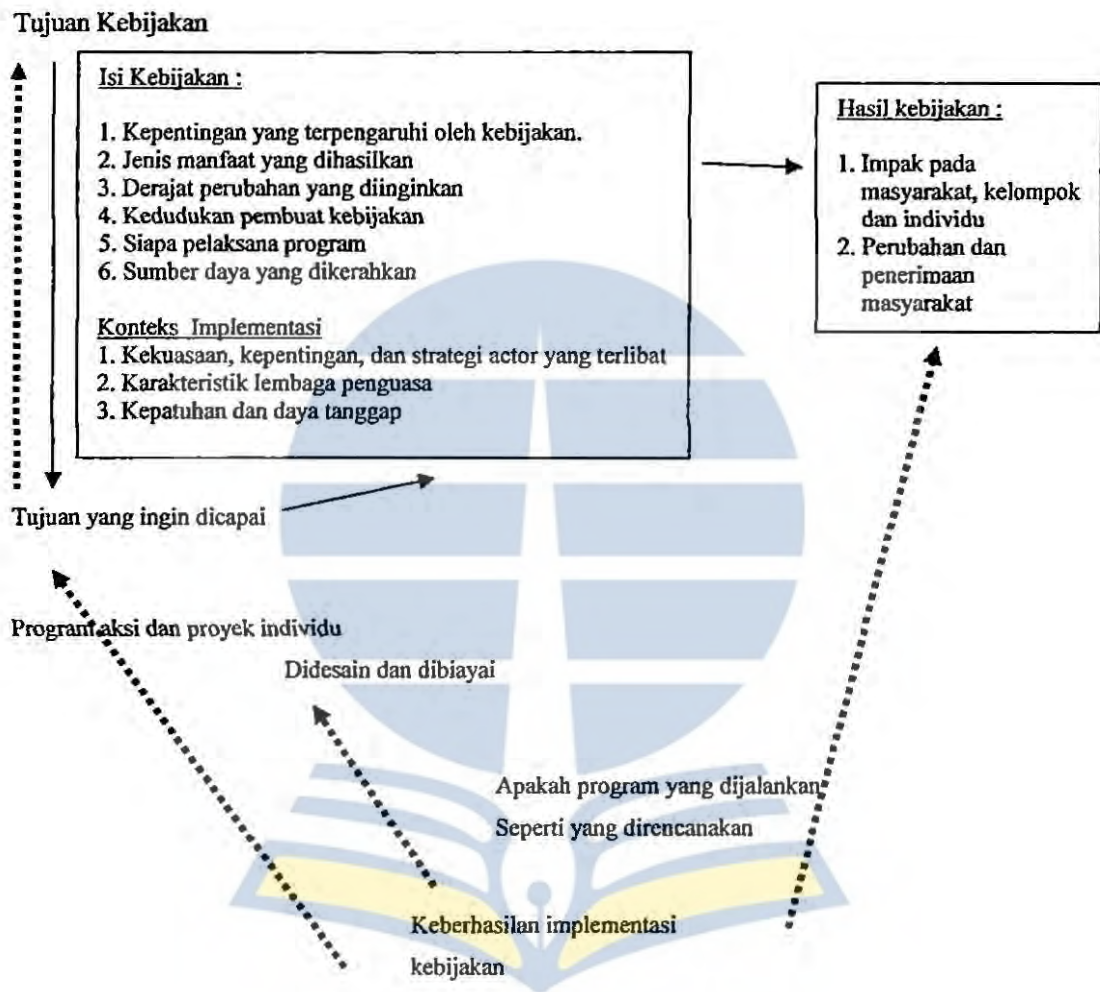 Tujuan Kebijakan
Isi Kebijakan :
1. Kepentingan yang terpengaruhi oleh kebijakan.
2. Jenis manfaat yang dihasilkan
3. Derajat perubahan yang diinginkan
4. Kedudukan pembuat kebijakan
5. Siapa pelaksana program
6. Sumber daya yang dikerahkan
Konteks Implementasi
1. Kekuasaan, kepentingan, dan strategi actor yang terlibat
2. Karakteristik lembaga penguasa
3. Kepatuhan dan daya tanggap
Hasil kebijakan :
1. Impak pada
masyarakat, kelompok
dan individu
2. Perubahan dan
penerimaan
masyarakat
Tujuan yang ingin dicapai
Program aksi dan proyek individu
Didesain dan dibiayai
Apakah program yang dijalankan
Seperti yang direncanakan
Keberhasilan implementasi
kebijakan